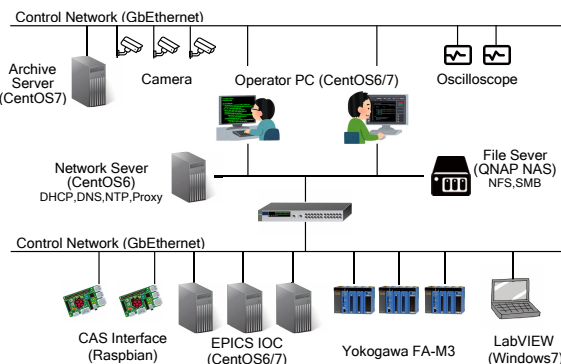 Control Network (GbEthernet)
Archive
Server
(CentOS7)
Camera
Operator PC (CentOS6/7)
Oscilloscope
Network Sever
(CentOS6)
DHCP,DNS,NTP,Proxy
File Sever
(QNAP NAS)
NFS,SMB
Control Network (GbEthernet)
CAS Interface
(Raspbian)
EPICS IOC
(CentOS6/7)
Yokogawa FA-M3
LabVIEW
(Windows7)